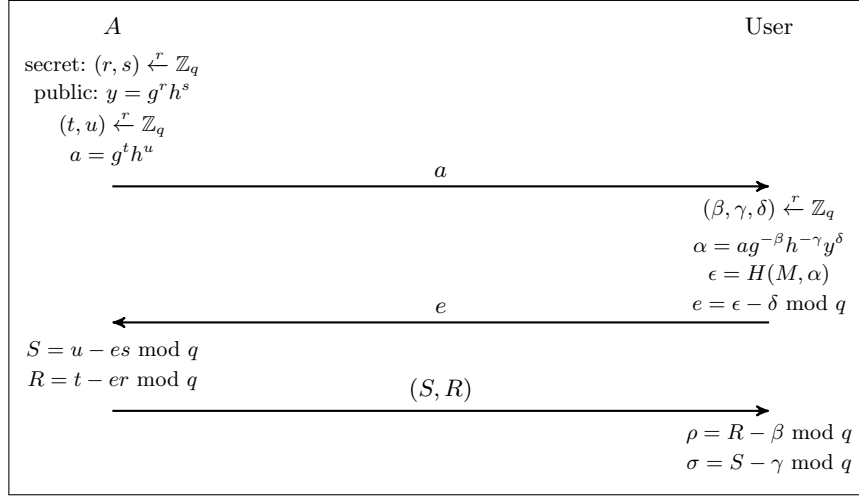 A
User
secret: (r, s) ←r ℤq
public: y = g^r h^s
(t, u) ←r ℤq
a = g^t h^u
a
(β, γ, δ) ←r ℤq
α = ag^{−β} h^{−γ} y^δ
ϵ = H(M, α)
e = ϵ − δ mod q
e
S = u − es mod q
R = t − er mod q
(S, R)
ρ = R − β mod q
σ = S − γ mod q